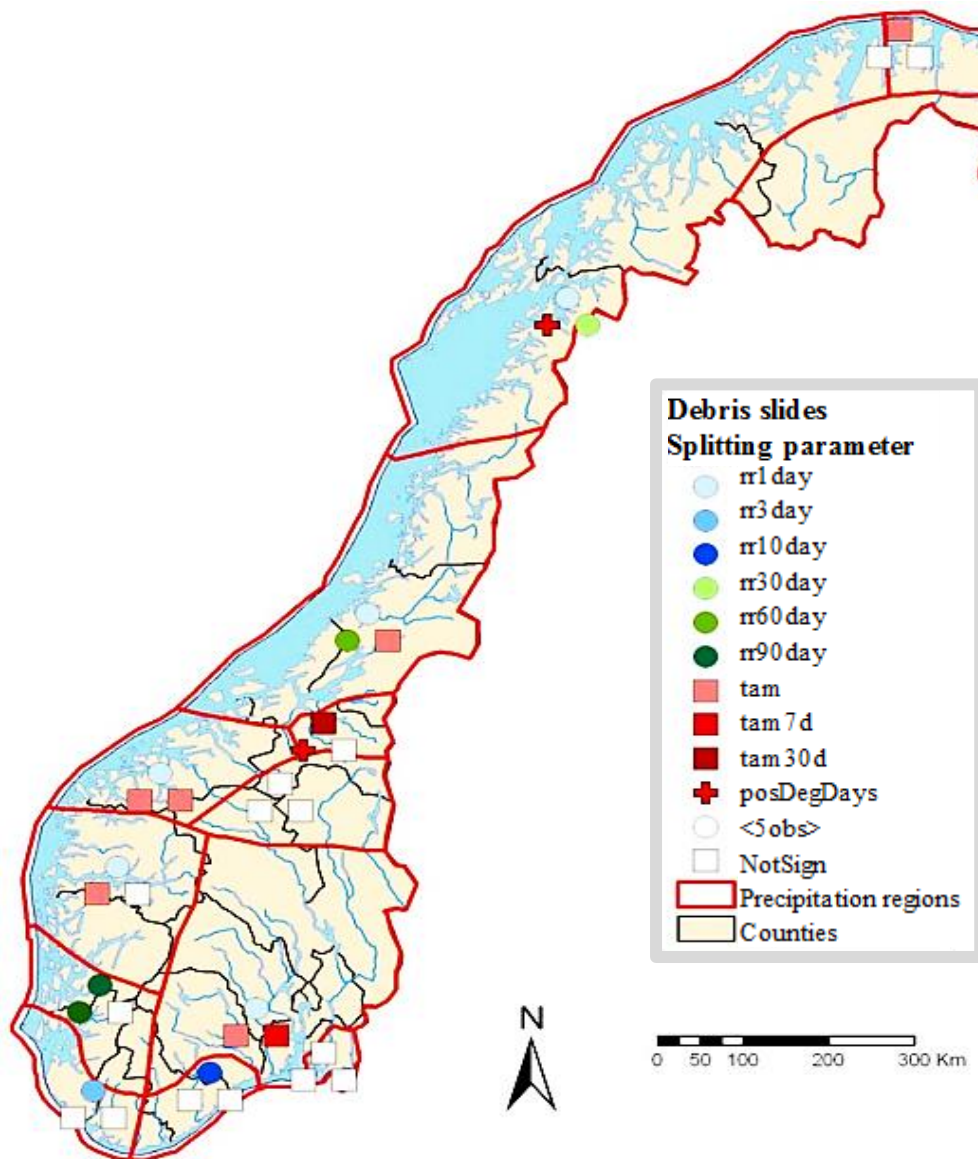 Debris slides
Splitting parameter
rr1day
rr3day
rr10day
rr30day
rr60day
rr90day
tam
tam7d
tam30d
posDegDays
<5obs>
NotSign
Precipitation regions
Counties
N
0 50 100 200 300 Km